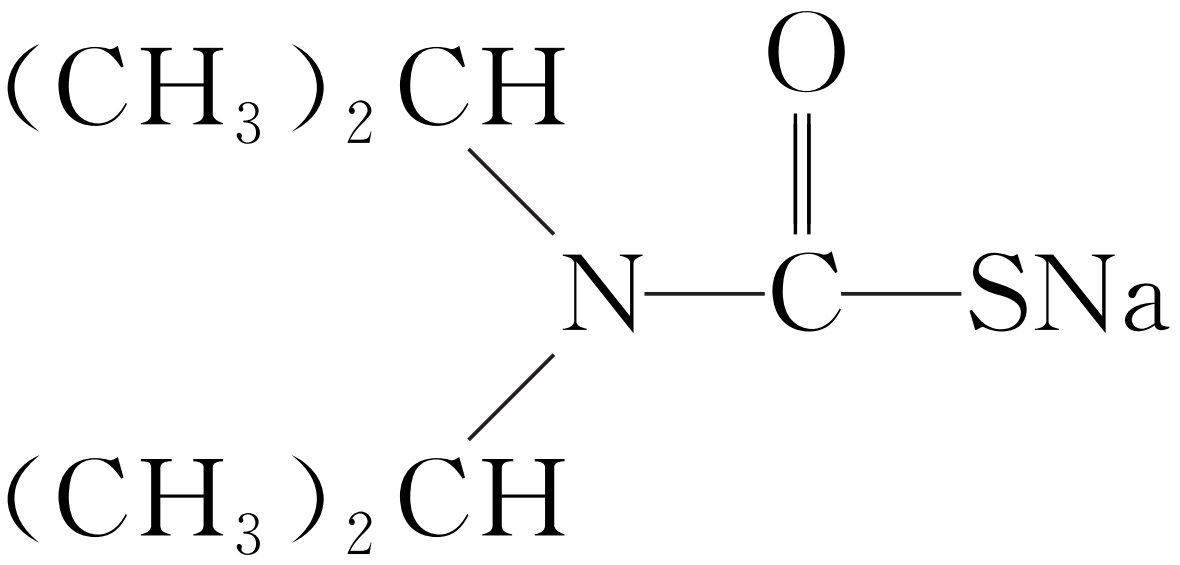 (CH₃)₂CH
O
N—C—SNa
(CH₃)₂CH